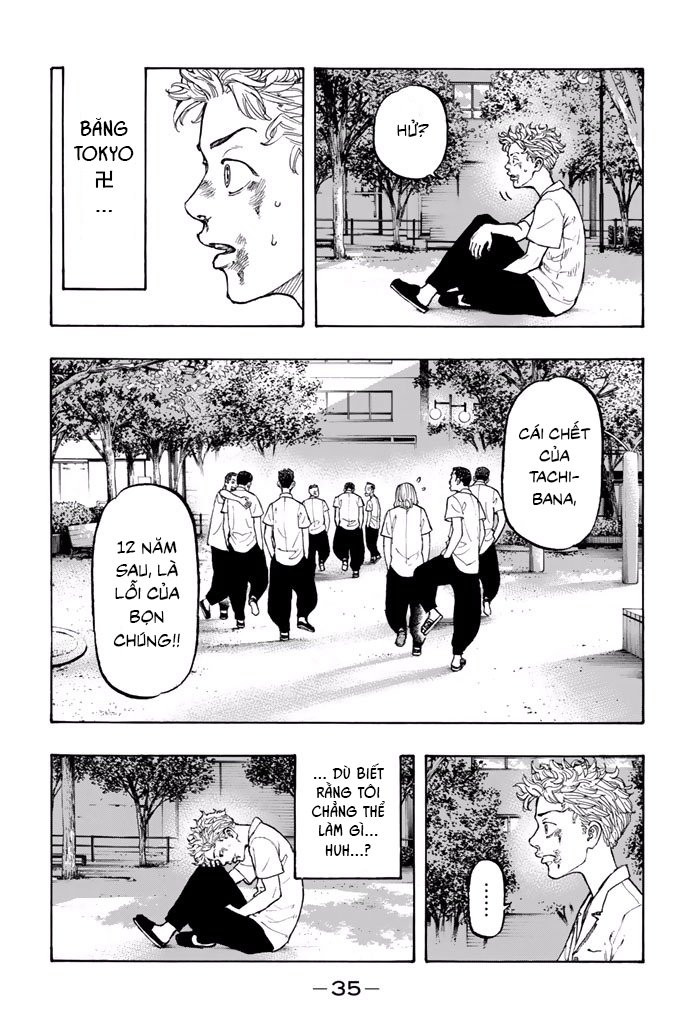 HỬ?
BĂNG
TOKYO
卍
...
CÁI CHẾT
CỦA
TACHI-
BANA,
12 NĂM
SAU, LÀ
LỖI CỦA
BỌN
CHÚNG!!
......
... DÙ BIẾT
RẰNG TÔI
CHẲNG THỂ
LÀM GÌ...
HUH...?
—35—